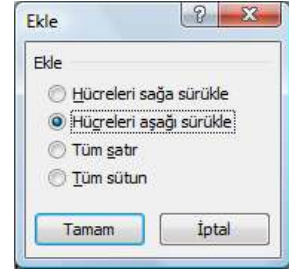 Ekle
Ekle
Hücreleri sağa sürükle
Hücreleri aşağı sürükle
Tüm satır
Tüm sütun
Tamam
İptal